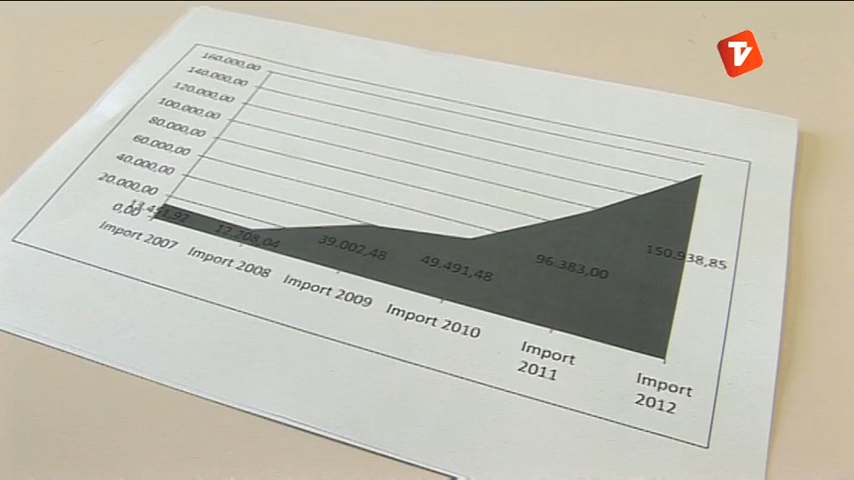 TV
160.000,00
140.000,00
120.000,00
100.000,00
80.000,00
60.000,00
40.000,00
20.000,00
0,00
12.208,04
39.002,48
49.491,48
96.383,00
150.938,85
Import 2007
Import 2008
Import 2009
Import 2010
Import
2011
Import
2012